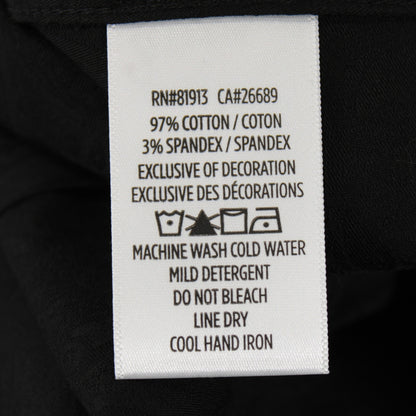 RN#81913 CA#26689
97% COTTON / COTON
3% SPANDEX / SPANDEX
EXCLUSIVE OF DECORATION
EXCLUSIVE DES DÉCORATIONS
MACHINE WASH COLD WATER
MILD DETERGENT
DO NOT BLEACH
LINE DRY
COOL HAND IRON